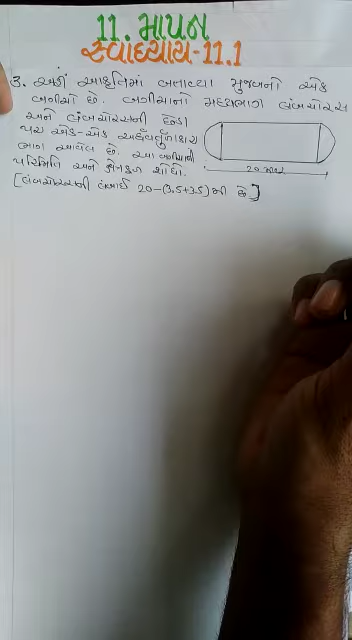 11. માપન
સ્વાધ્યાય-11.1
3. અહીં આકૃતિમાં બતાવ્યા મુજબનો એક
બગીચો છે. બગીચાનો મધ્યભાગ લંબચોરસ
અને લંબચોરસની છેડા
પર એક-એક અર્ધવર્તુળાકાર
ભાગ આવેલ છે. આ બગીચાની
પરિમિતિ અને ક્ષેત્રફળ શોધો.
20 મીટર
[લંબચોરસની લંબાઈ 20-(3.5+3.5) મી છે]